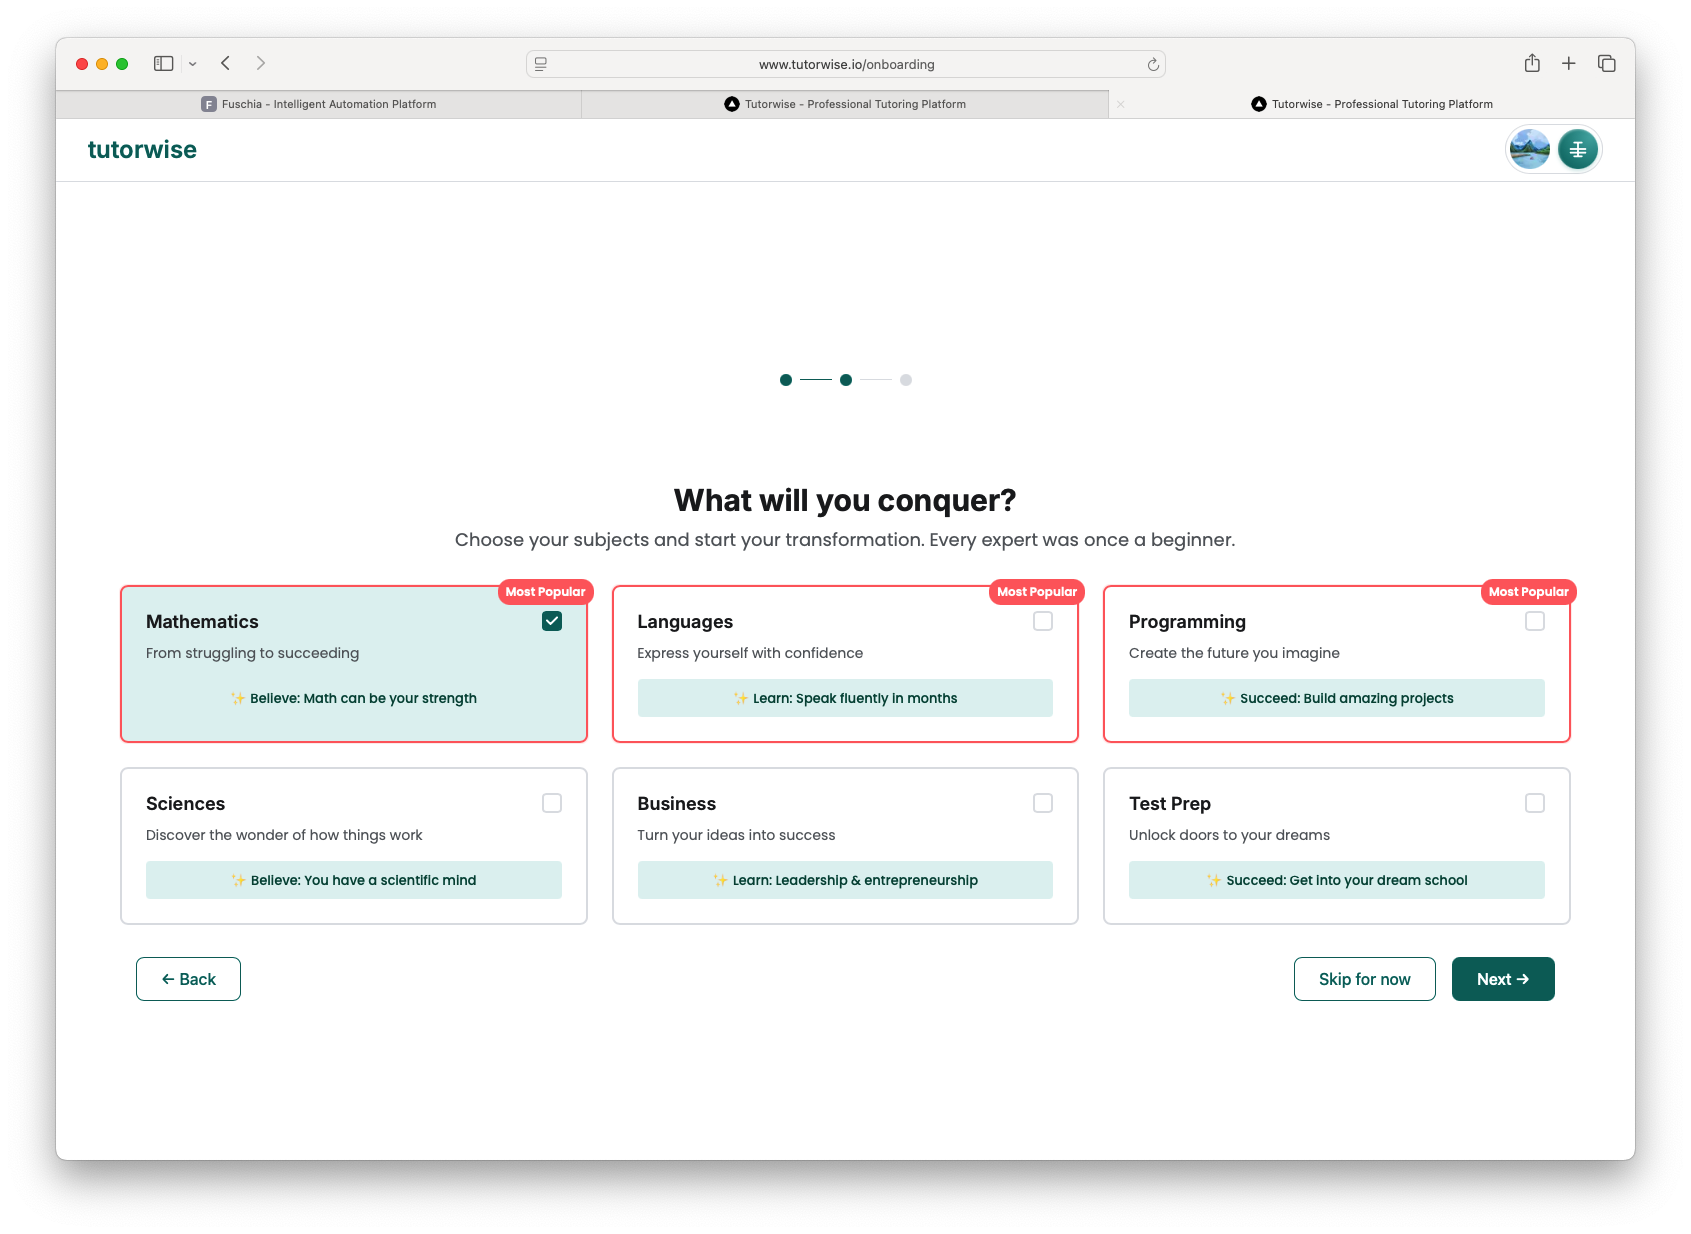 www.tutorwise.io/onboarding
F Fuschia - Intelligent Automation Platform
Tutorwise - Professional Tutoring Platform
Tutorwise - Professional Tutoring Platform
tutorwise
What will you conquer?
Choose your subjects and start your transformation. Every expert was once a beginner.
Most Popular
Mathematics
From struggling to succeeding
✨ Believe: Math can be your strength
Most Popular
Languages
Express yourself with confidence
✨ Learn: Speak fluently in months
Most Popular
Programming
Create the future you imagine
✨ Succeed: Build amazing projects
Sciences
Discover the wonder of how things work
✨ Believe: You have a scientific mind
Business
Turn your ideas into success
✨ Learn: Leadership & entrepreneurship
Test Prep
Unlock doors to your dreams
✨ Succeed: Get into your dream school
← Back
Skip for now
Next →